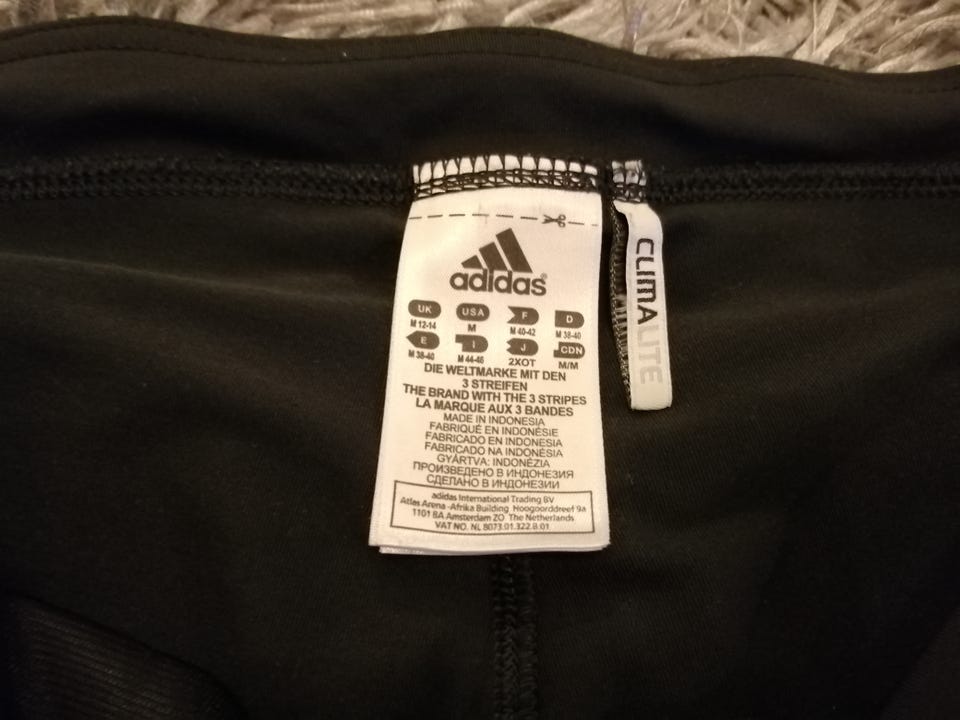 adidas®
UK USA F D
M 12-14 M M 40-42 M 38-40
E I J CDN
M 38-40 M 44-46 2XOT M/M
DIE WELTMARKE MIT DEN
3 STREIFEN
THE BRAND WITH THE 3 STRIPES
LA MARQUE AUX 3 BANDES
MADE IN INDONESIA
FABRIQUÉ EN INDONÉSIE
FABRICADO EN INDONESIA
FABRICADO NA INDONÉSIA
GYÁRTVA: INDONÉZIA
ПРОИЗВЕДЕНО В ИНДОНЕЗИЯ
СДЕЛАНО В ИНДОНЕЗИИ
adidas International Trading BV
Atlas Arena -Afrika Building Hoogoorddreef 9a
1101 BA Amsterdam ZO The Netherlands
VAT NO. NL 8073.01.322.B.01
CLIMALITE